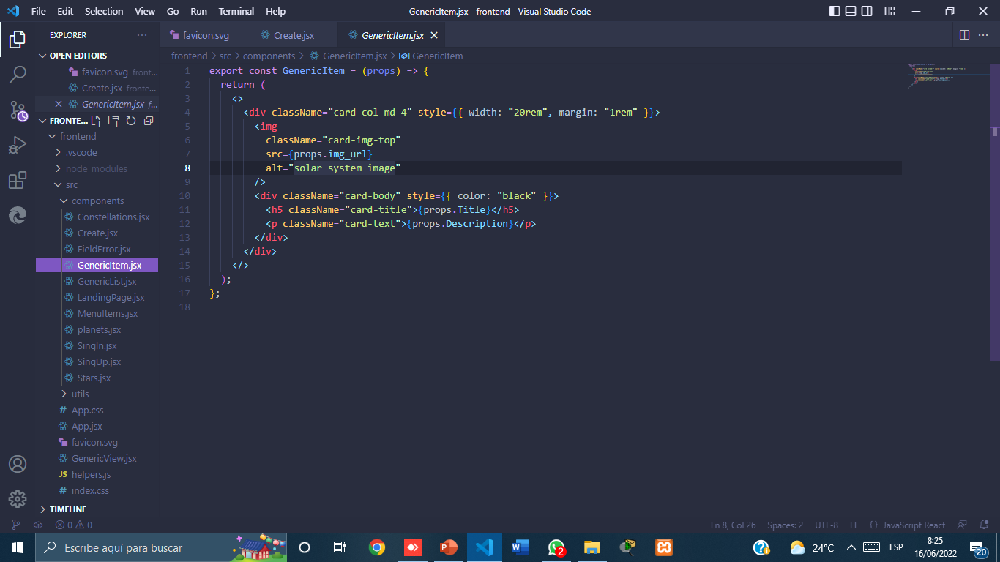 File Edit Selection View Go Run Terminal Help
GenericItem.jsx - frontend - Visual Studio Code
EXPLORER
OPEN EDITORS
favicon.svg front...
Create.jsx fronte...
GenericItem.jsx f...
FRONTE...
frontend
.vscode
node_modules
src
components
Constellations.jsx
Create.jsx
FieldError.jsx
GenericItem.jsx
GenericList.jsx
LandingPage.jsx
MenuItems.jsx
planets.jsx
SingIn.jsx
SingUp.jsx
Stars.jsx
utils
# App.css
App.jsx
favicon.svg
GenericView.jsx
JS helpers.js
# index.css
TIMELINE
favicon.svg Create.jsx GenericItem.jsx
frontend > src > components > GenericItem.jsx > GenericItem
1 export const GenericItem = (props) => {
2 return (
3 <>
4 <div className="card col-md-4" style={{ width: "20rem", margin: "1rem" }}>
5 <img
6 className="card-img-top"
7 src={props.img_url}
8 alt="solar system image"
9 />
10 <div className="card-body" style={{ color: "black" }}>
11 <h5 className="card-title">{props.Title}</h5>
12 <p className="card-text">{props.Description}</p>
13 </div>
14 </div>
15 </>
16 );
17 };
18
0 0 Ln 8, Col 26 Spaces: 2 UTF-8 LF {} JavaScript React
Escribe aquí para buscar
2
24°C
ESP
8:25
16/06/2022
20